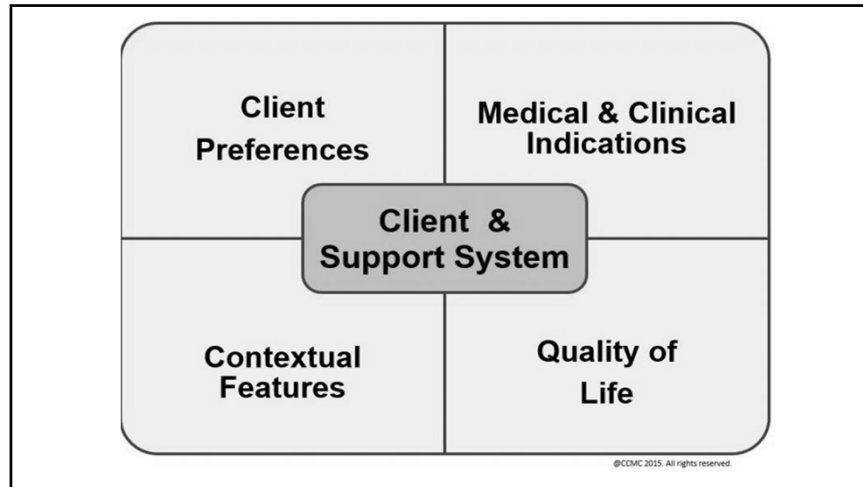 Client
Preferences
Medical & Clinical
Indications
Client &
Support System
Contextual
Features
Quality of
Life
@CCMC 2015. All rights reserved.